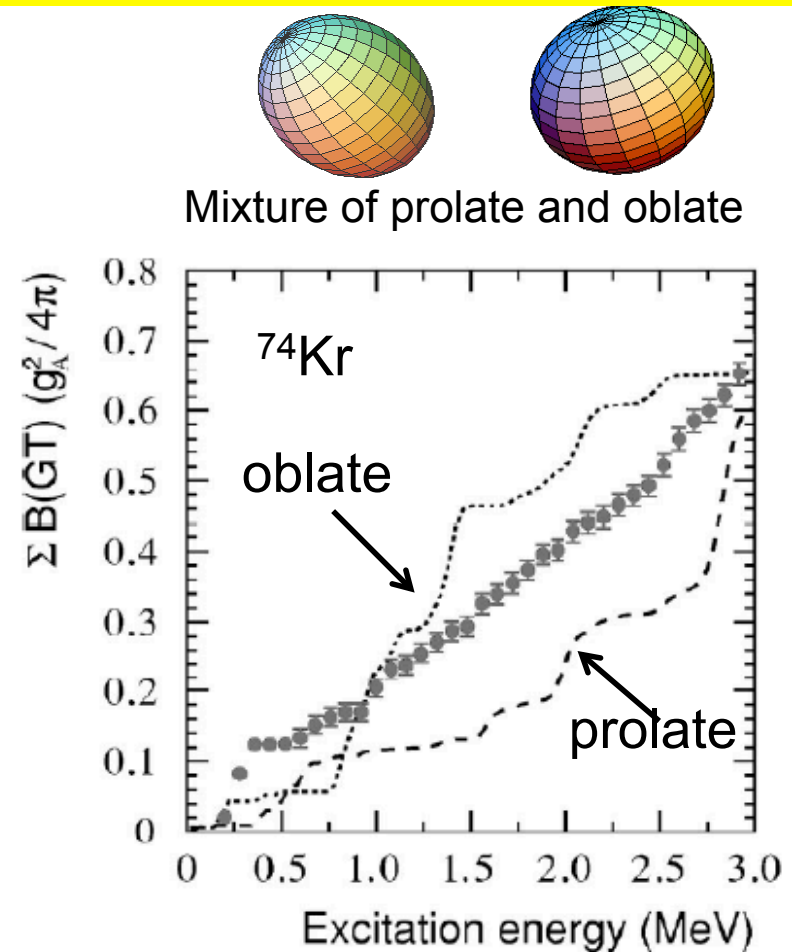 Mixture of prolate and oblate
Σ B(GT) (g²_A / 4π)
0.8
0.7
0.6
0.5
0.4
0.3
0.2
0.1
0
⁷⁴Kr
oblate
prolate
0 0.5 1.0 1.5 2.0 2.5 3.0
Excitation energy (MeV)